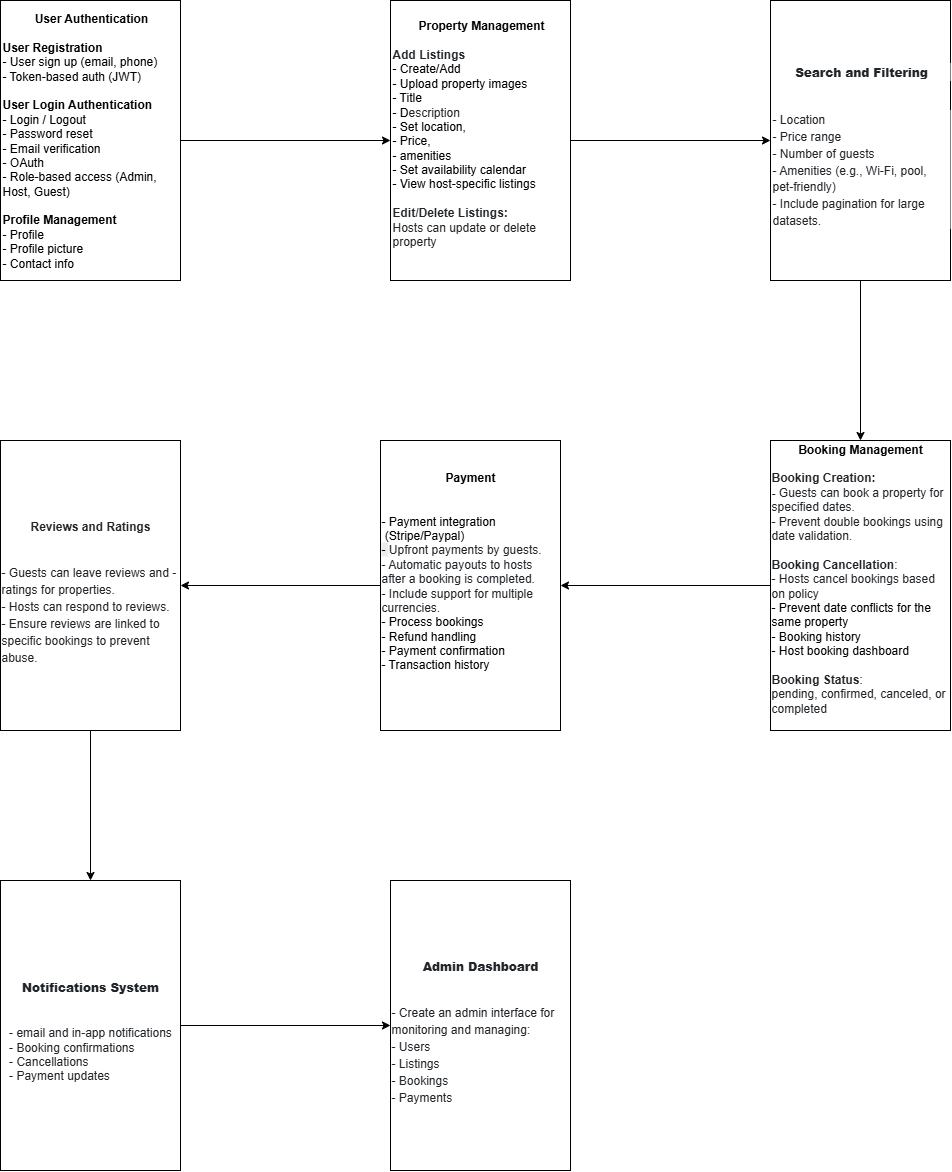 User Authentication
User Registration
- User sign up (email, phone)
- Token-based auth (JWT)
User Login Authentication
- Login / Logout
- Password reset
- Email verification
- OAuth
- Role-based access (Admin,
Host, Guest)
Profile Management
- Profile
- Profile picture
- Contact info
Property Management
Add Listings
- Create/Add
- Upload property images
- Title
- Description
- Set location,
- Price,
- amenities
- Set availability calendar
- View host-specific listings
Edit/Delete Listings:
Hosts can update or delete
property
Search and Filtering
- Location
- Price range
- Number of guests
- Amenities (e.g., Wi-Fi, pool,
pet-friendly)
- Include pagination for large
datasets.
Booking Management
Booking Creation:
- Guests can book a property for
specified dates.
- Prevent double bookings using
date validation.
Booking Cancellation:
- Hosts cancel bookings based
on policy
- Prevent date conflicts for the
same property
- Booking history
- Host booking dashboard
Booking Status:
pending, confirmed, canceled, or
completed
Payment
- Payment integration
(Stripe/Paypal)
- Upfront payments by guests.
- Automatic payouts to hosts
after a booking is completed.
- Include support for multiple
currencies.
- Process bookings
- Refund handling
- Payment confirmation
- Transaction history
Reviews and Ratings
- Guests can leave reviews and -
ratings for properties.
- Hosts can respond to reviews.
- Ensure reviews are linked to
specific bookings to prevent
abuse.
Notifications System
- email and in-app notifications
- Booking confirmations
- Cancellations
- Payment updates
Admin Dashboard
- Create an admin interface for
monitoring and managing:
- Users
- Listings
- Bookings
- Payments